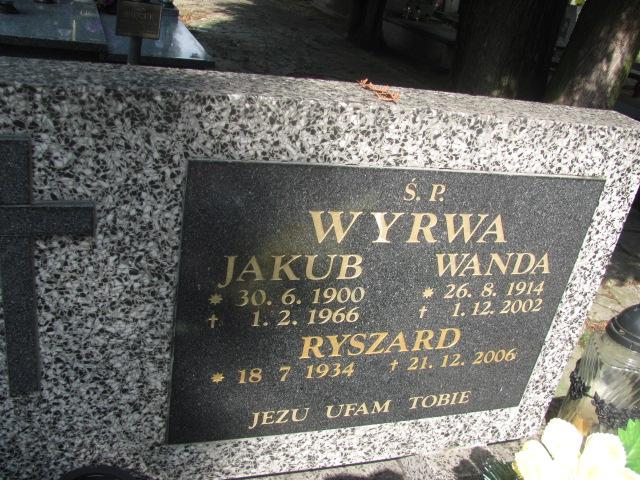 Ś. P.
WYRWA
JAKUB WANDA
* 30. 6. 1900 * 26. 8. 1914
† 1. 2. 1966 † 1. 12. 2002
RYSZARD
* 18 7 1934 † 21. 12. 2006
JEZU UFAM TOBIE